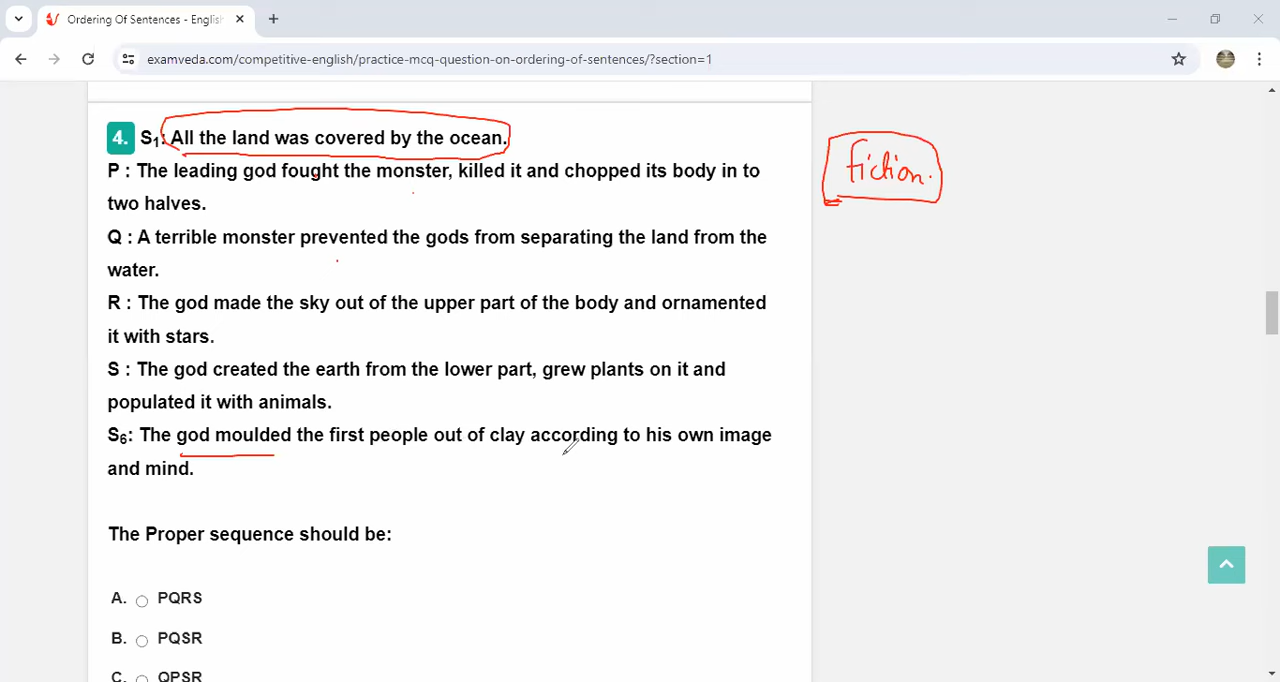 Ordering Of Sentences - Englis
examveda.com/competitive-english/practice-mcq-question-on-ordering-of-sentences/?section=1
4. S1: All the land was covered by the ocean.
P : The leading god fought the monster, killed it and chopped its body in to
two halves.
Q : A terrible monster prevented the gods from separating the land from the
water.
R : The god made the sky out of the upper part of the body and ornamented
it with stars.
S : The god created the earth from the lower part, grew plants on it and
populated it with animals.
S6: The god moulded the first people out of clay according to his own image
and mind.
fiction.
The Proper sequence should be:
A. PQRS
B. PQSR
C. QPSR